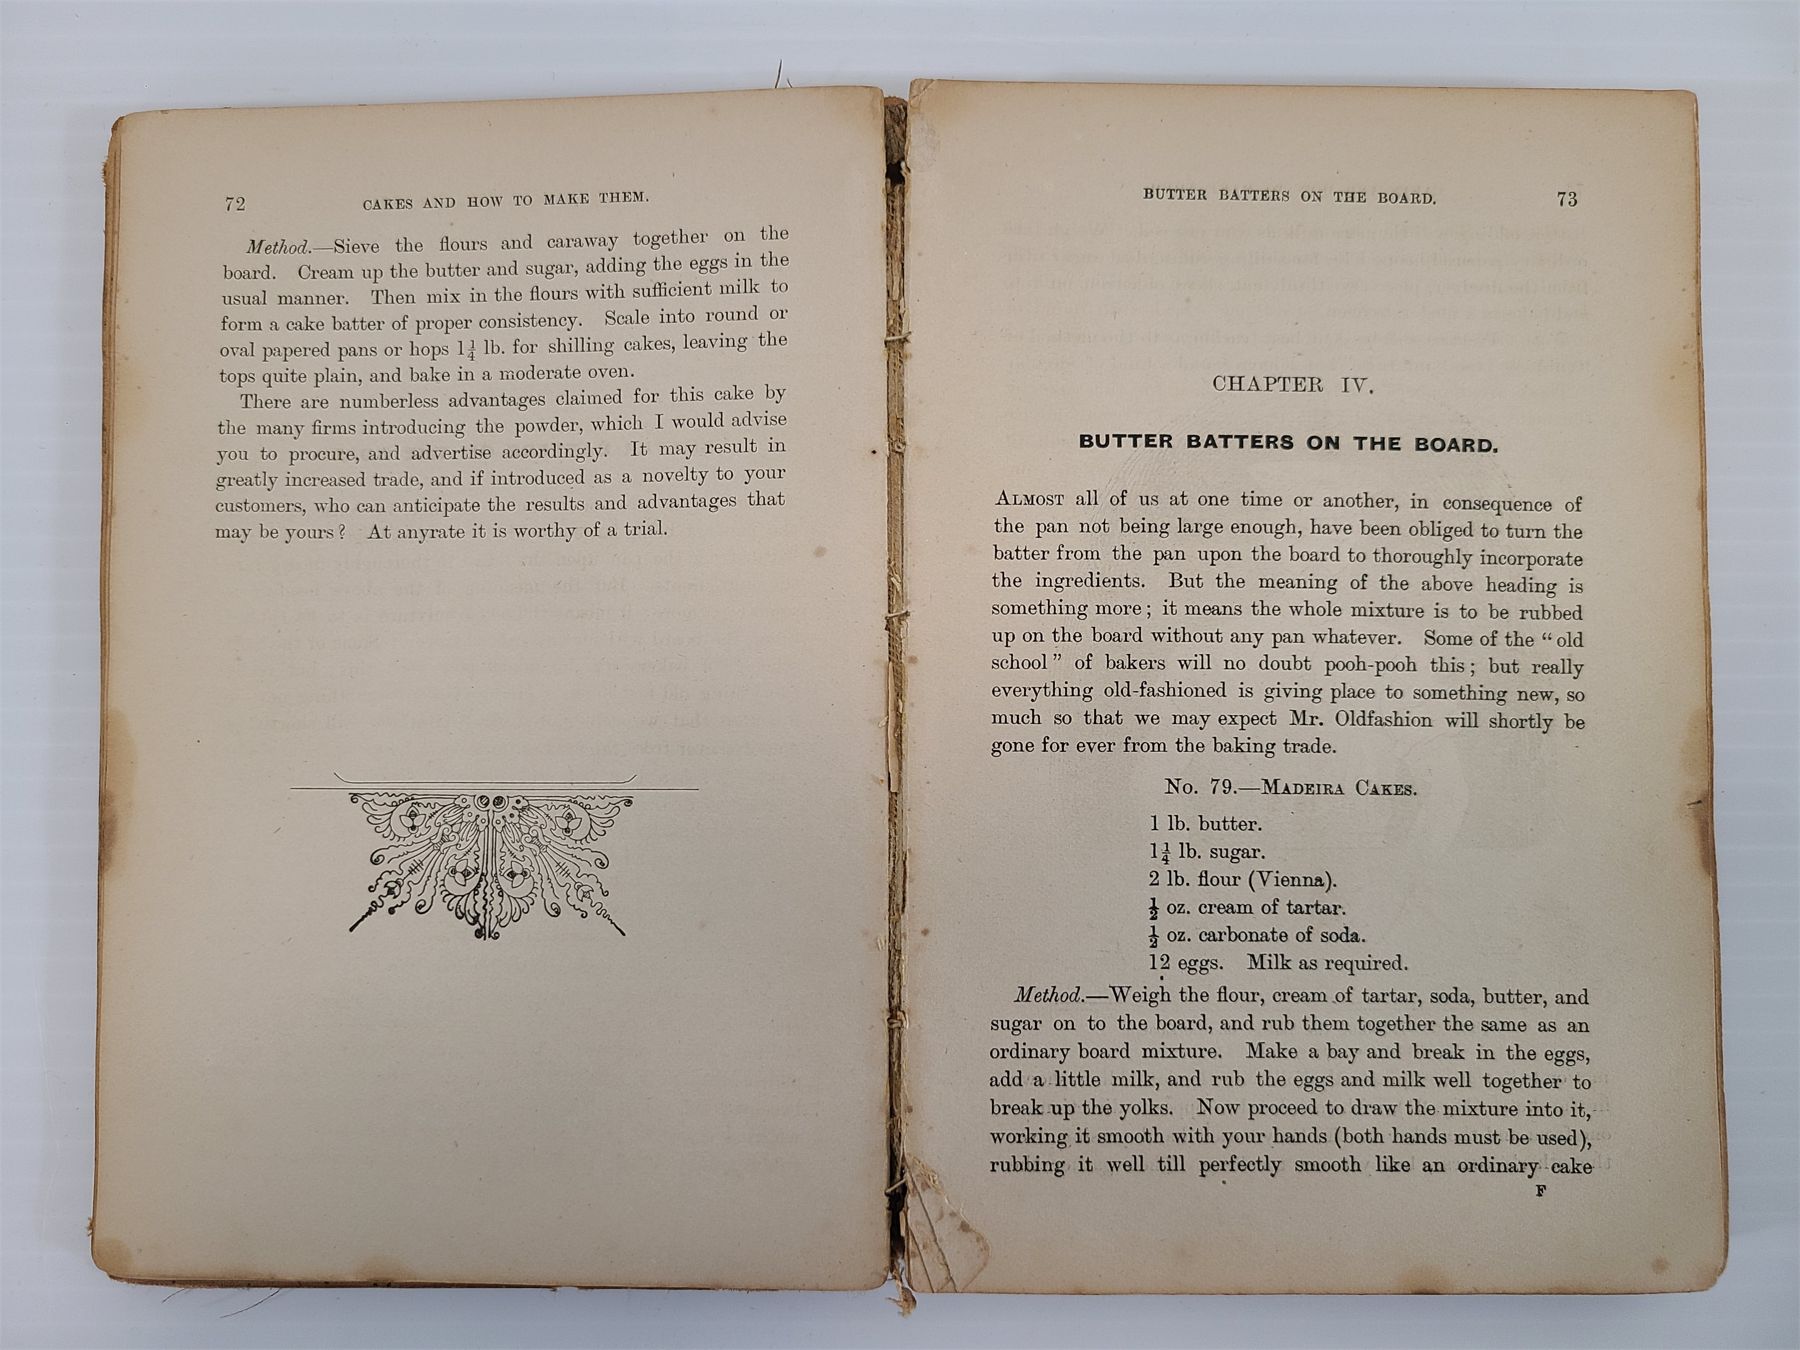 72
CAKES AND HOW TO MAKE THEM.
Method.—Sieve the flours and caraway together on the
board. Cream up the butter and sugar, adding the eggs in the
usual manner. Then mix in the flours with sufficient milk to
form a cake batter of proper consistency. Scale into round or
oval papered pans or hops 1¼ lb. for shilling cakes, leaving the
tops quite plain, and bake in a moderate oven.
There are numberless advantages claimed for this cake by
the many firms introducing the powder, which I would advise
you to procure, and advertise accordingly. It may result in
greatly increased trade, and if introduced as a novelty to your
customers, who can anticipate the results and advantages that
may be yours? At anyrate it is worthy of a trial.
BUTTER BATTERS ON THE BOARD.
73
CHAPTER IV.
BUTTER BATTERS ON THE BOARD.
ALMOST all of us at one time or another, in consequence of
the pan not being large enough, have been obliged to turn the
batter from the pan upon the board to thoroughly incorporate
the ingredients. But the meaning of the above heading is
something more; it means the whole mixture is to be rubbed
up on the board without any pan whatever. Some of the “old
school” of bakers will no doubt pooh-pooh this; but really
everything old-fashioned is giving place to something new, so
much so that we may expect Mr. Oldfashion will shortly be
gone for ever from the baking trade.
No. 79.—MADEIRA CAKES.
1 lb. butter.
1¼ lb. sugar.
2 lb. flour (Vienna).
½ oz. cream of tartar.
½ oz. carbonate of soda.
12 eggs. Milk as required.
Method.—Weigh the flour, cream of tartar, soda, butter, and
sugar on to the board, and rub them together the same as an
ordinary board mixture. Make a bay and break in the eggs,
add a little milk, and rub the eggs and milk well together to
break up the yolks. Now proceed to draw the mixture into it,
working it smooth with your hands (both hands must be used),
rubbing it well till perfectly smooth like an ordinary cake
F